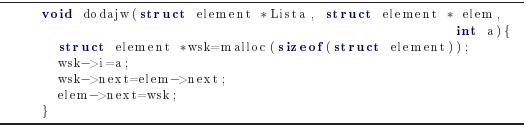 void dodajw(struct element *Lista, struct element * elem,
int a){
struct element *wsk=malloc(sizeof(struct element));
wsk->i=a;
wsk->next=elem->next;
elem->next=wsk;
}